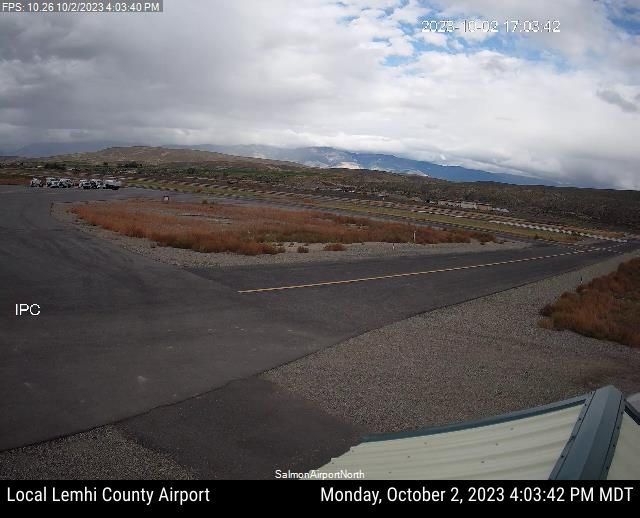 FPS: 10.26 10/2/2023 4:03:40 PM
2023-10-02 17:03:42
IPC
SalmonAirportNorth
Local Lemhi County Airport
Monday, October 2, 2023 4:03:42 PM MDT